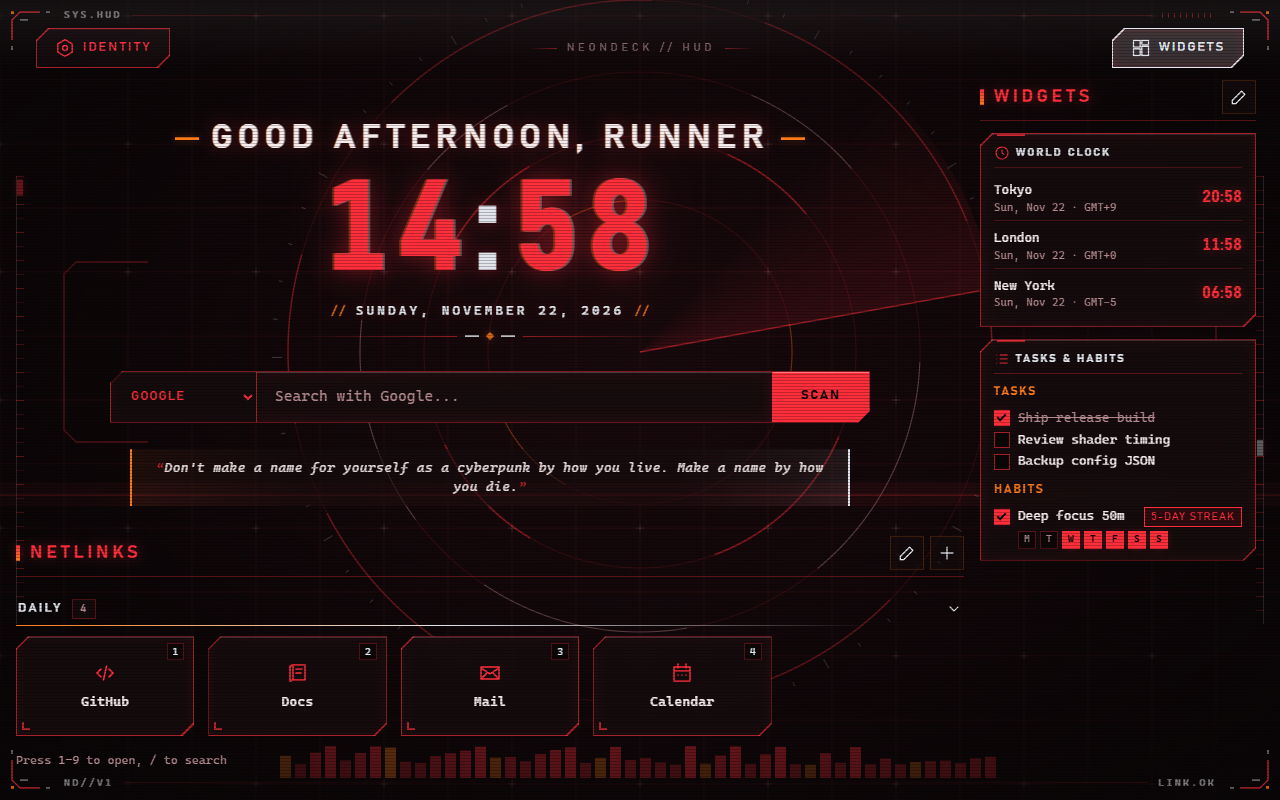 SYS.HUD
IDENTITY
NEONDECK // HUD
WIDGETS
GOOD AFTERNOON, RUNNER
14:58
// SUNDAY, NOVEMBER 22, 2026 //
GOOGLE
Search with Google...
SCAN
“Don't make a name for yourself as a cyberpunk by how you live. Make a name by how
you die.”
NETLINKS
DAILY 4
1
GitHub
2
Docs
3
Mail
4
Calendar
Press 1-9 to open, / to search
ND//V1
WIDGETS
WORLD CLOCK
Tokyo
20:58
Sun, Nov 22 · GMT+9
London
11:58
Sun, Nov 22 · GMT+0
New York
06:58
Sun, Nov 22 · GMT-5
TASKS & HABITS
TASKS
Ship release build
Review shader timing
Backup config JSON
HABITS
Deep focus 50m 5-DAY STREAK
M T W T F S S
LINK.OK